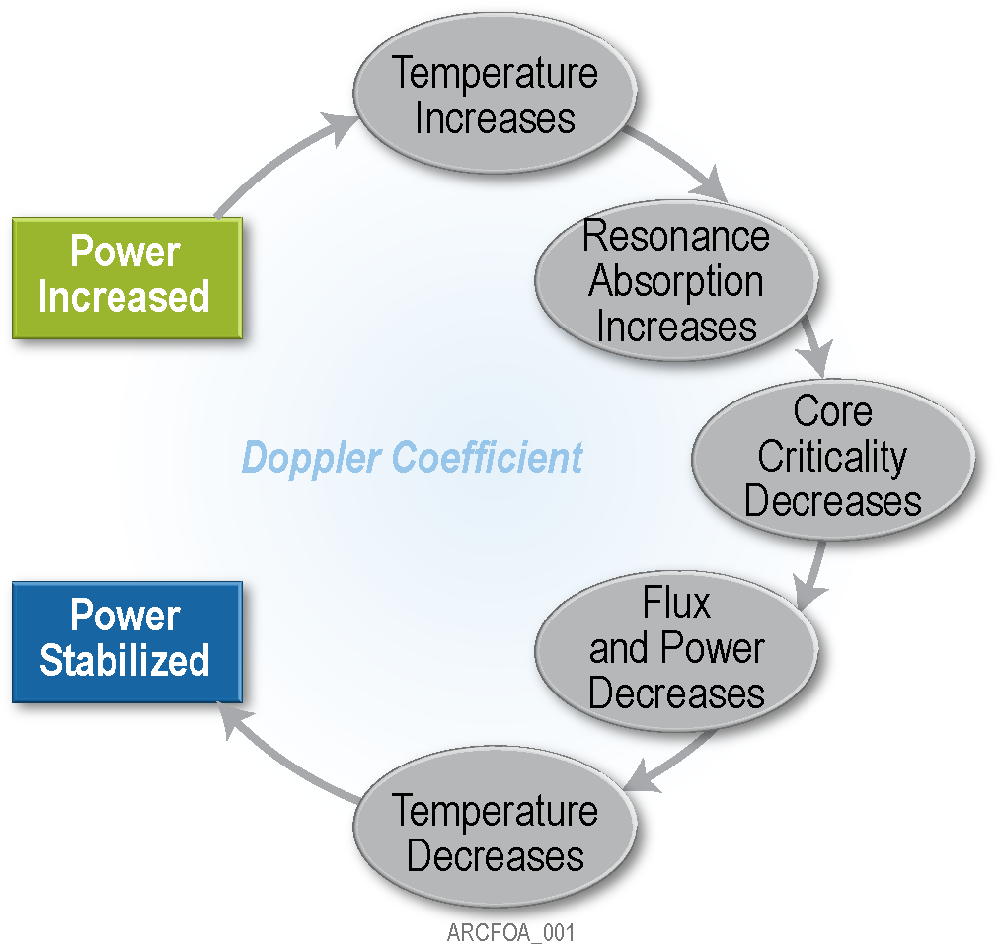 Temperature
Increases
Power
Increased
Resonance
Absorption
Increases
Core
Criticality
Decreases
Doppler Coefficient
Flux
and Power
Decreases
Power
Stabilized
Temperature
Decreases
ARCFOA_001